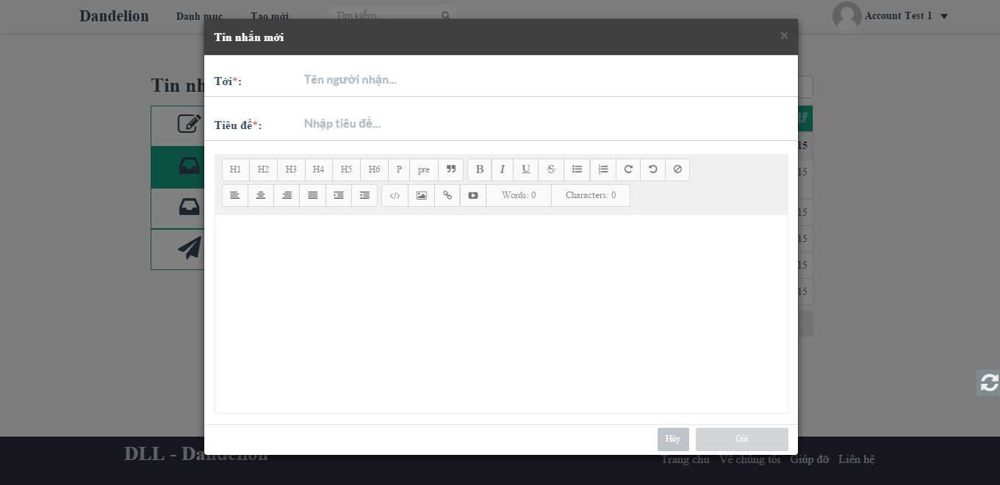 Dandelion Danh mục Tạo mới Tìm kiếm... Account Test 1
Tin nhắn mới ×
Tin nh
Tới*: Tên người nhận...
Tiêu đề*: Nhập tiêu đề...
H1 H2 H3 H4 H5 H6 P pre B I U S
Words: 0 Characters: 0
15
15
15
15
15
15
Hủy Gửi
DLL - Dandelion
Trang chủ Về chúng tôi Giúp đỡ Liên hệ